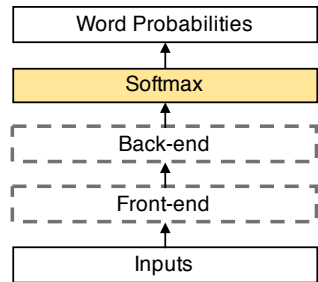 Word Probabilities
Softmax
Back-end
Front-end
Inputs